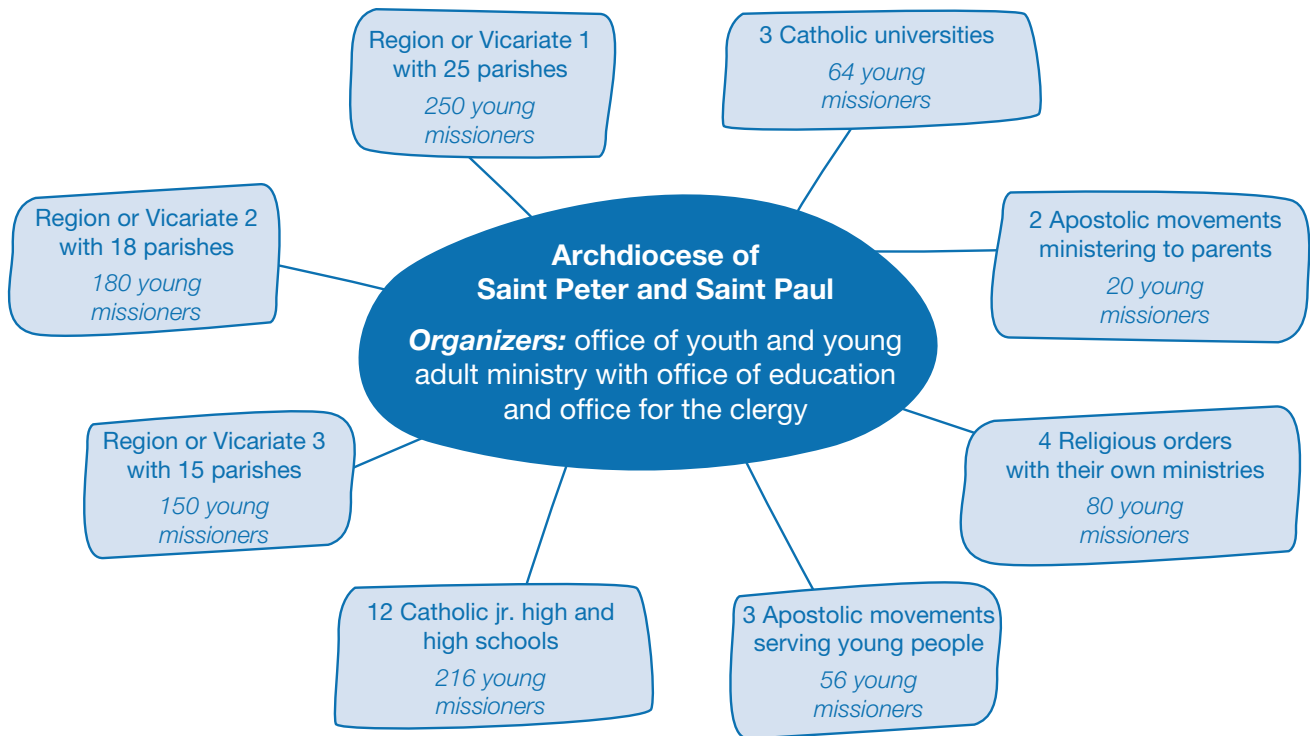 Region or Vicariate 1
with 25 parishes
250 young
missioners
3 Catholic universities
64 young
missioners
Region or Vicariate 2
with 18 parishes
180 young
missioners
Archdiocese of
Saint Peter and Saint Paul
Organizers: office of youth and young
adult ministry with office of education
and office for the clergy
2 Apostolic movements
ministering to parents
20 young
missioners
Region or Vicariate 3
with 15 parishes
150 young
missioners
4 Religious orders
with their own ministries
80 young
missioners
12 Catholic jr. high and
high schools
216 young
missioners
3 Apostolic movements
serving young people
56 young
missioners